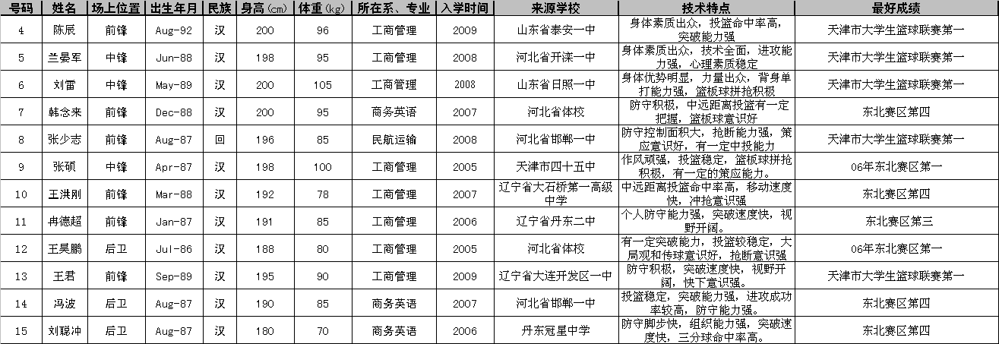 号码 姓名 场上位置 出生年月 民族 身高(cm) 体重(kg) 所在系、专业 入学时间 来源学校 技术特点 最好成绩
4 陈辰 前锋 Aug-92 汉 200 96 工商管理 2009 山东省泰安一中 身体素质出众，投篮命中率高，突破能力强 天津市大学生篮球联赛第一
5 兰晏军 中锋 Jun-88 汉 198 95 工商管理 2008 河北省开滦一中 身体素质出众，技术全面，进攻能力强，心理素质稳定 天津市大学生篮球联赛第一
6 刘雷 中锋 May-89 汉 200 105 工商管理 2008 山东省日照一中 身体优势明显，力量出众，背身单打能力强，篮板球拼抢积极 天津市大学生篮球联赛第一
7 韩念来 前锋 Dec-88 汉 200 95 商务英语 2007 河北省体校 防守积极，中远距离投篮有一定把握，篮板球意识好 东北赛区第四
8 张少志 前锋 Aug-87 回 196 85 民航运输 2008 河北省邯郸一中 防守控制面积大，抢断能力强，策应意识好，有一定中投能力 天津市大学生篮球联赛第一
9 张硕 中锋 Apr-87 汉 198 100 工商管理 2005 天津市四十五中 作风顽强，投篮稳定，篮板球拼抢积极，有一定的策应能力。 06年东北赛区第一
10 王洪刚 前锋 Mar-88 汉 192 78 工商管理 2007 辽宁省大石桥第一高级中学 中远距离投篮命中率高，移动速度快，冲抢意识强 东北赛区第四
11 冉德超 前锋 Jan-87 汉 191 85 工商管理 2006 辽宁省丹东二中 个人防守能力强，突破速度快，视野开阔。 东北赛区第三
12 王昊鹏 后卫 Jul-86 汉 188 80 工商管理 2005 河北省体校 有一定突破能力，投篮较稳定，大局观和传球意识好，抢断意识强 06年东北赛区第一
13 王君 前锋 Sep-89 汉 195 90 工商管理 2009 辽宁省大连开发区一中 防守积极，突破速度快，视野开阔，快下意识强。 天津市大学生篮球联赛第一
14 冯波 后卫 Aug-87 汉 190 85 商务英语 2007 河北省邯郸一中 投篮稳定，突破能力强，进攻成功率较高，防守能力强。 东北赛区第四
15 刘聪冲 后卫 Aug-87 汉 180 70 商务英语 2006 丹东冠星中学 防守脚步快，组织能力强，突破速度快，三分球命中率高。 东北赛区第四